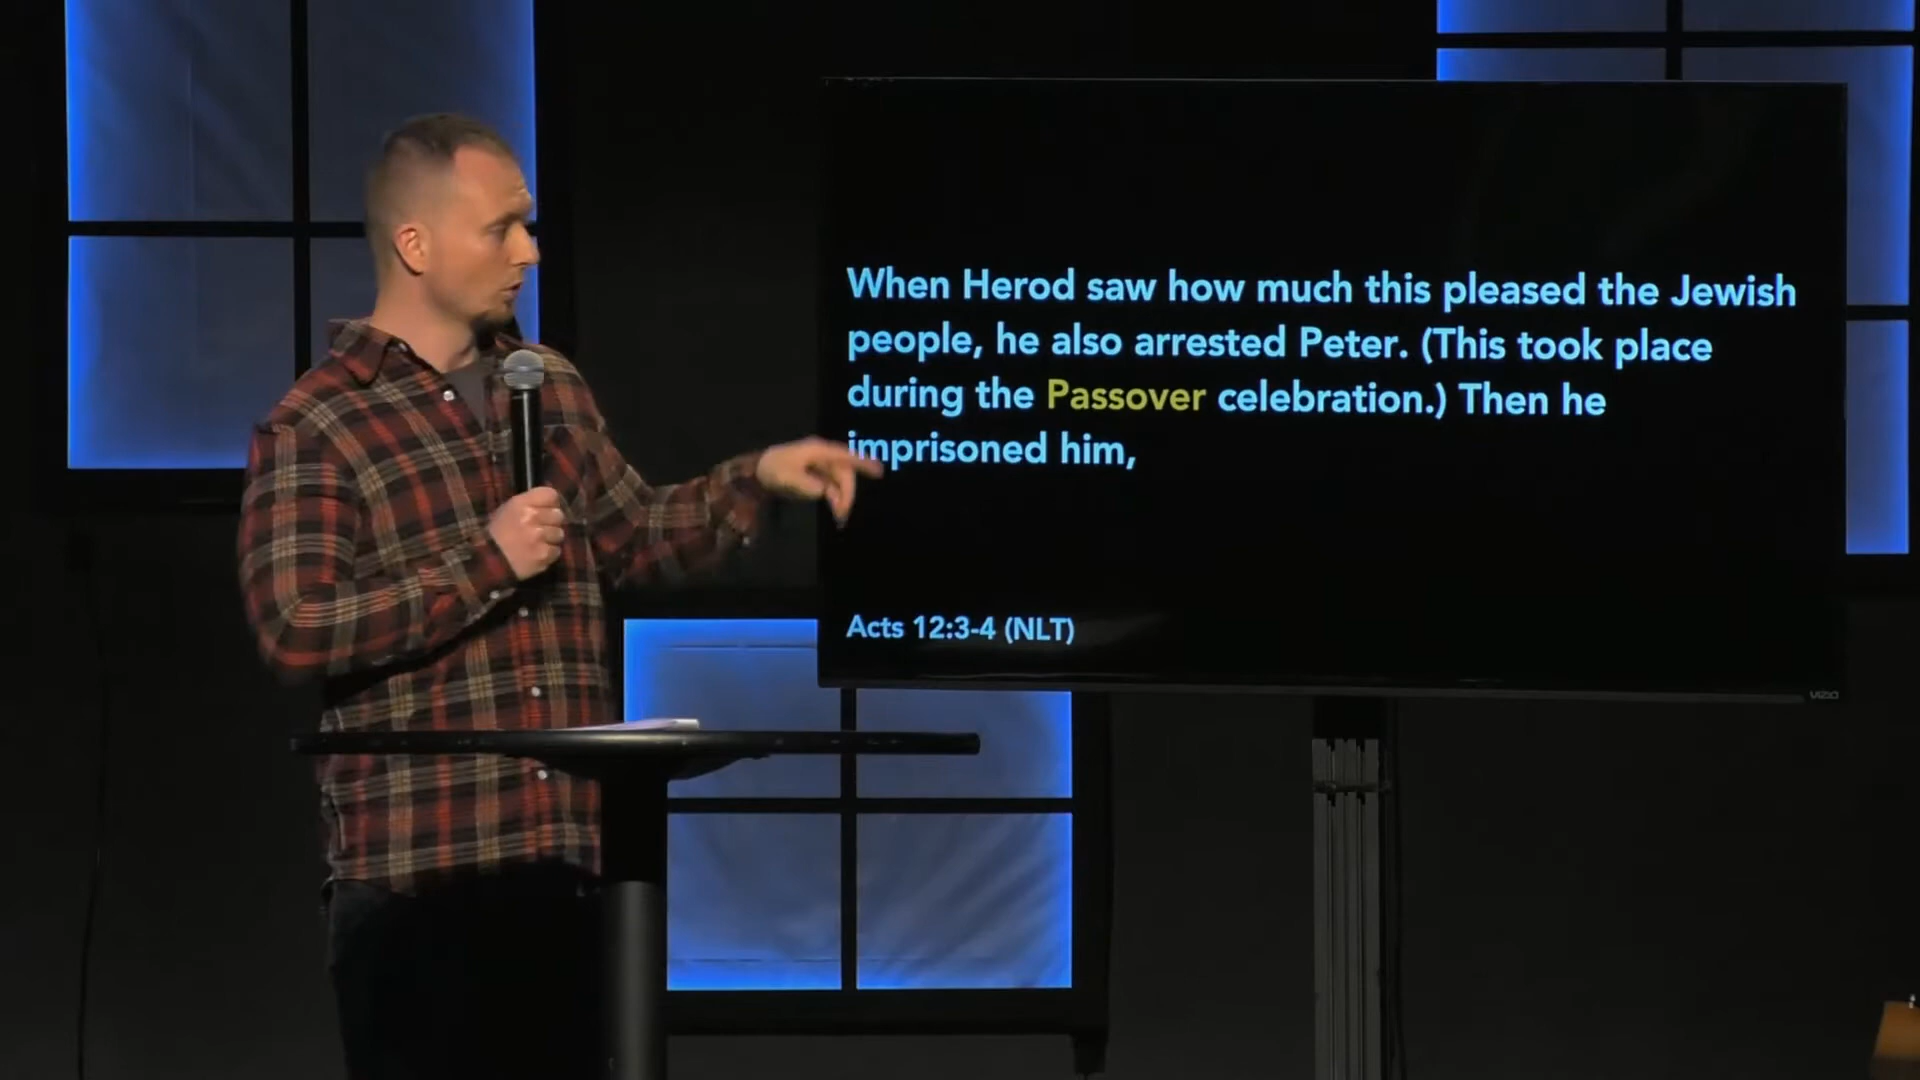 When Herod saw how much this pleased the Jewish
people, he also arrested Peter. (This took place
during the Passover celebration.) Then he
imprisoned him,
Acts 12:3-4 (NLT)
VIZIO